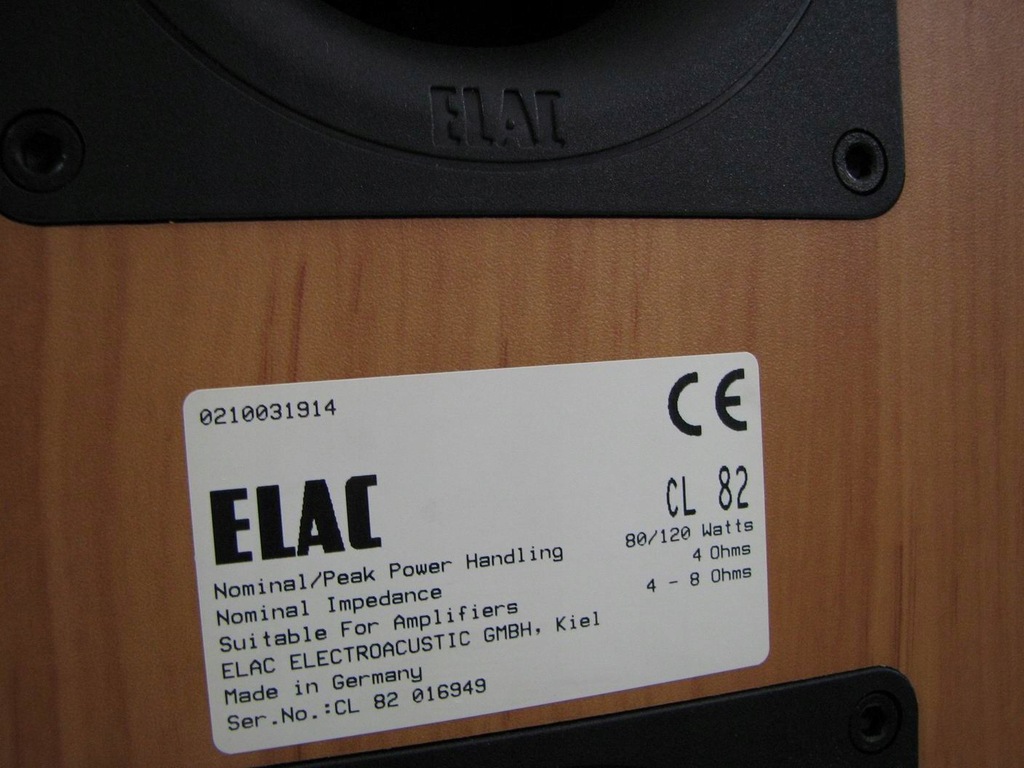 ELAC
0210031914
CE
ELAC
CL 82
Nominal/Peak Power Handling 80/120 Watts
Nominal Impedance 4 Ohms
Suitable For Amplifiers 4 - 8 Ohms
ELAC ELECTROACUSTIC GMBH, Kiel
Made in Germany
Ser.No.:CL 82 016949